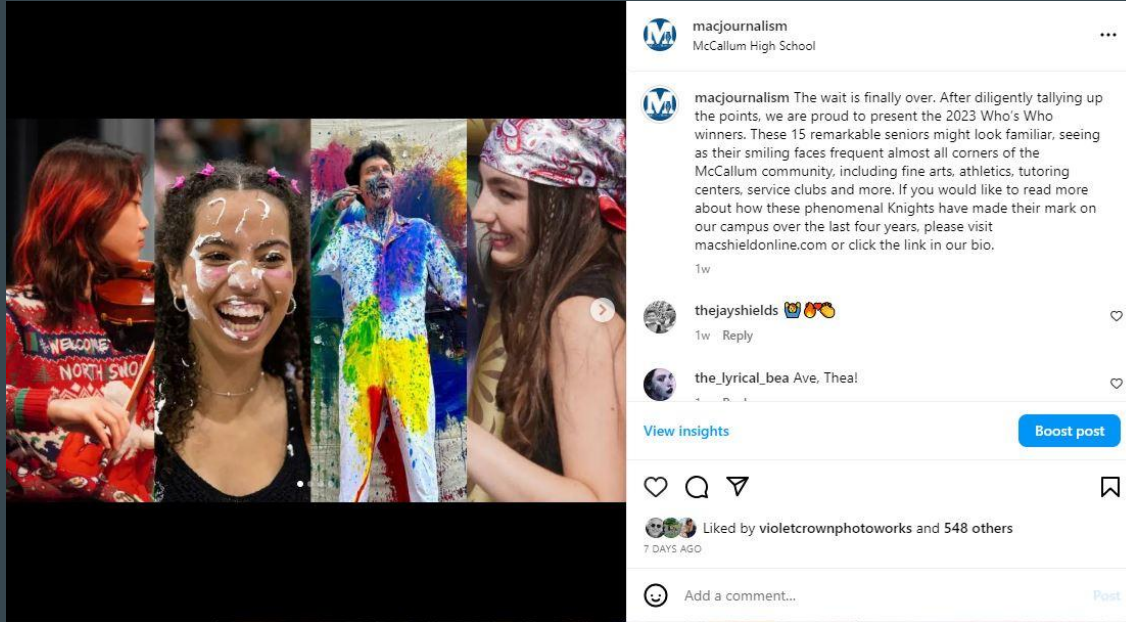 WELCOME
NORTH
macjournalism
McCallum High School
macjournalism The wait is finally over. After diligently tallying up
the points, we are proud to present the 2023 Who's Who
winners. These 15 remarkable seniors might look familiar, seeing
as their smiling faces frequent almost all corners of the
McCallum community, including fine arts, athletics, tutoring
centers, service clubs and more. If you would like to read more
about how these phenomenal Knights have made their mark on
our campus over the last four years, please visit
macshieldonline.com or click the link in our bio.
1w
thejayshields
1w Reply
the_lyrical_bea Ave, Thea!
View insights
Boost post
Liked by violetcrownphotoworks and 548 others
7 DAYS AGO
Add a comment...
Post